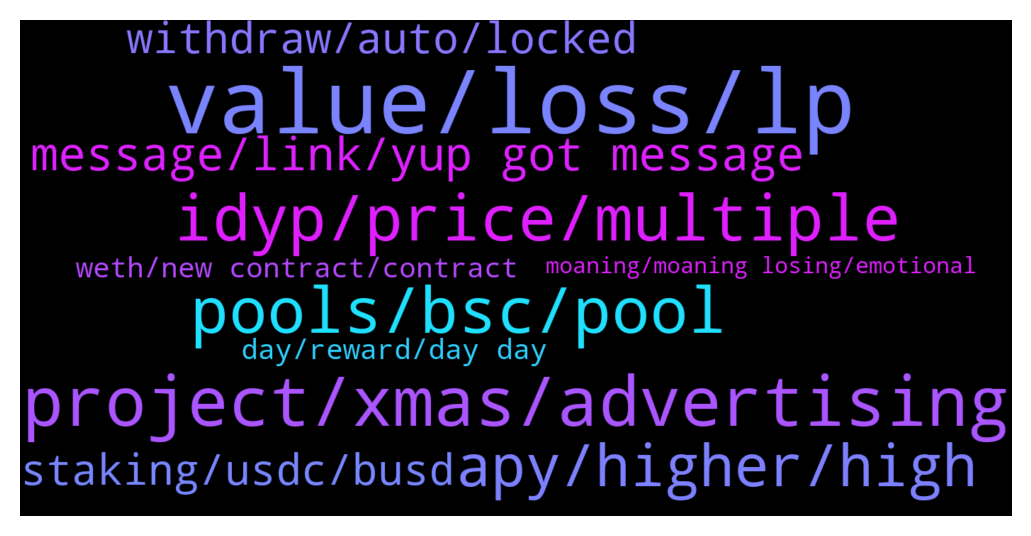 withdraw/auto/locked
value/loss/lp
message/link/yup got message
idyp/price/multiple
weth/new contract/contract
moaning/moaning losing/emotional
pools/bsc/pool
day/reward/day day
project/xmas/advertising
staking/usdc/busd
apy/higher/high